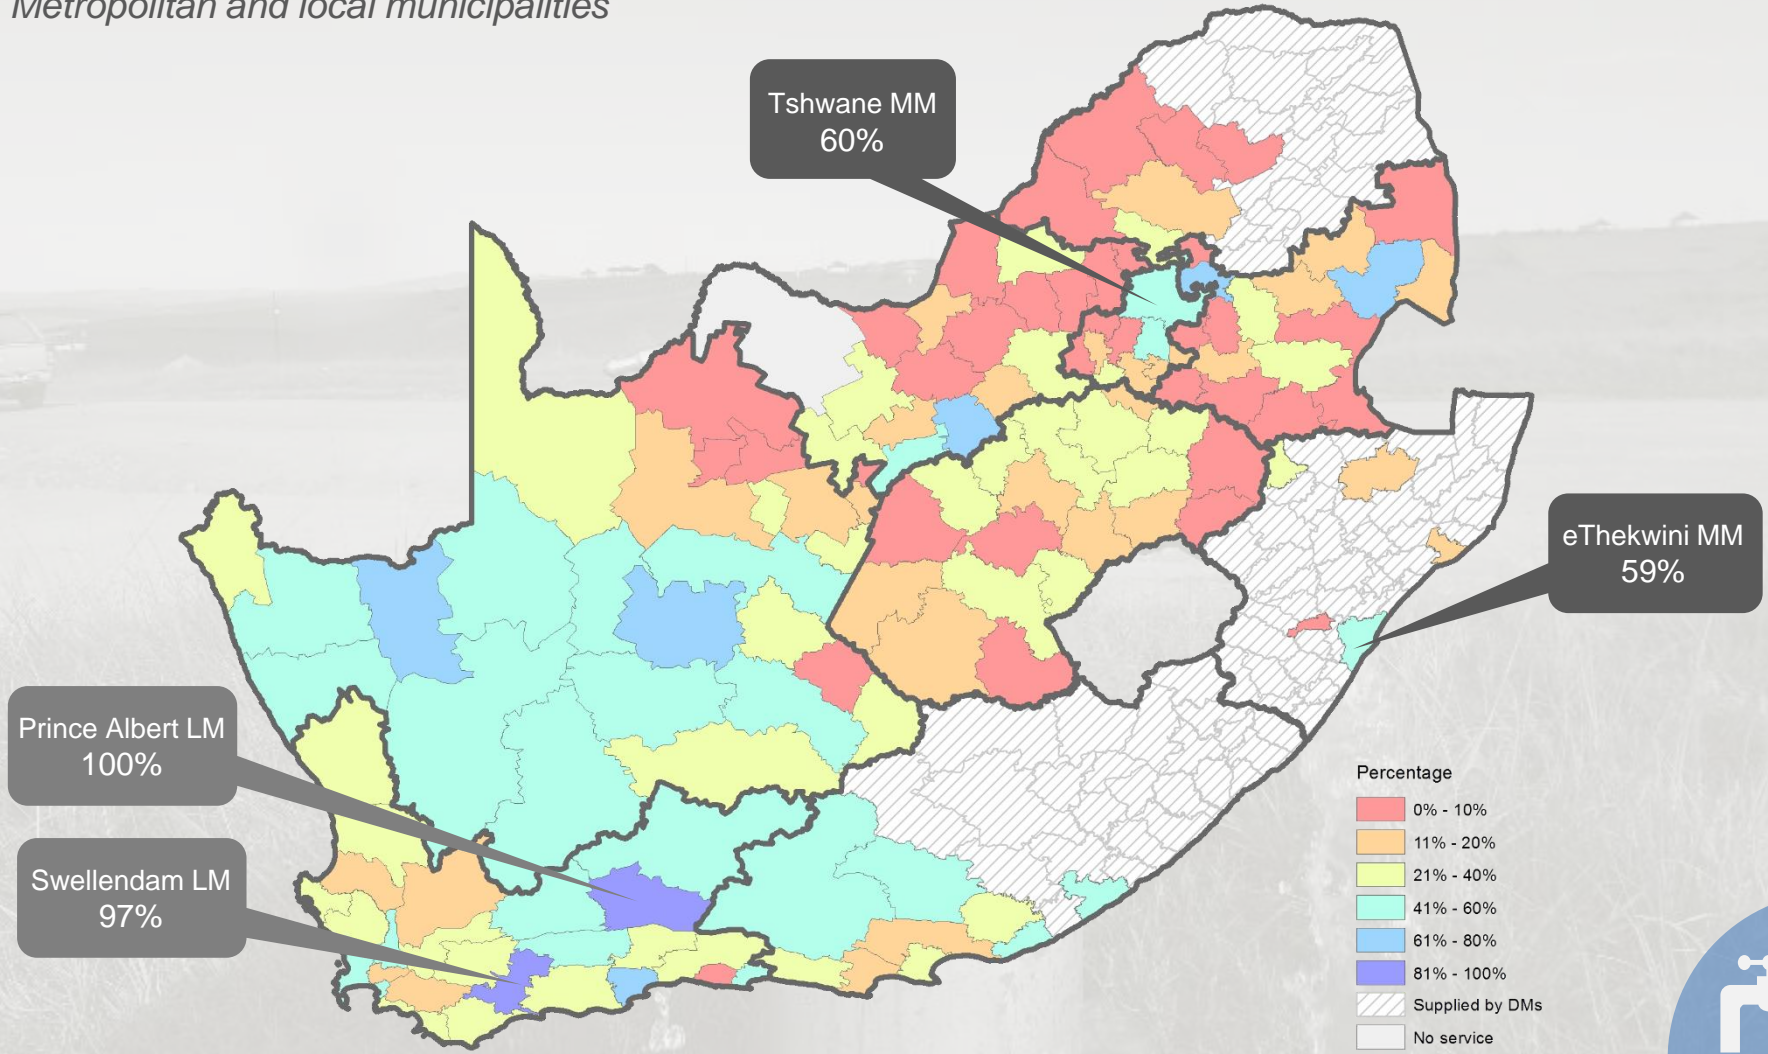 Metropolitan and local municipalities
Tshwane MM
60%
eThekwini MM
59%
Prince Albert LM
100%
Swellendam LM
97%
Percentage
0% - 10%
11% - 20%
21% - 40%
41% - 60%
61% - 80%
81% - 100%
Supplied by DMs
No service